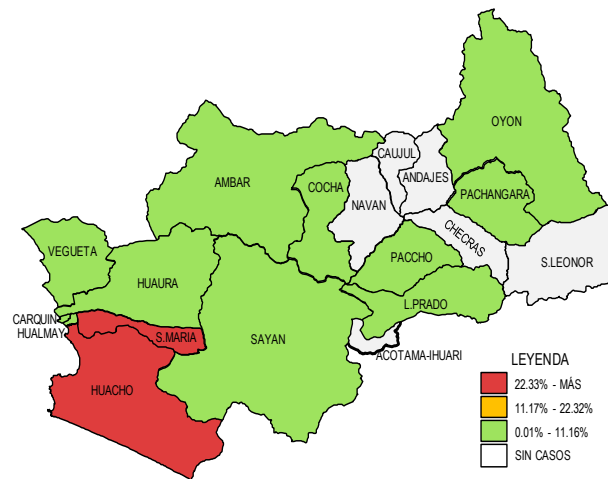 OYON
CAUJUL
ANDAJES
AMBAR
COCHA
NAVAN
PACHANGARA
CHECRAS
VEGUETA
PACCHO
S.LEONOR
HUAURA
L.PRADO
CARQUIN
HUALMAY
S.MARIA
SAYAN
ACOTAMA-IHUARI
HUACHO
LEYENDA
22.33% - MÁS
11.17% - 22.32%
0.01% - 11.16%
SIN CASOS